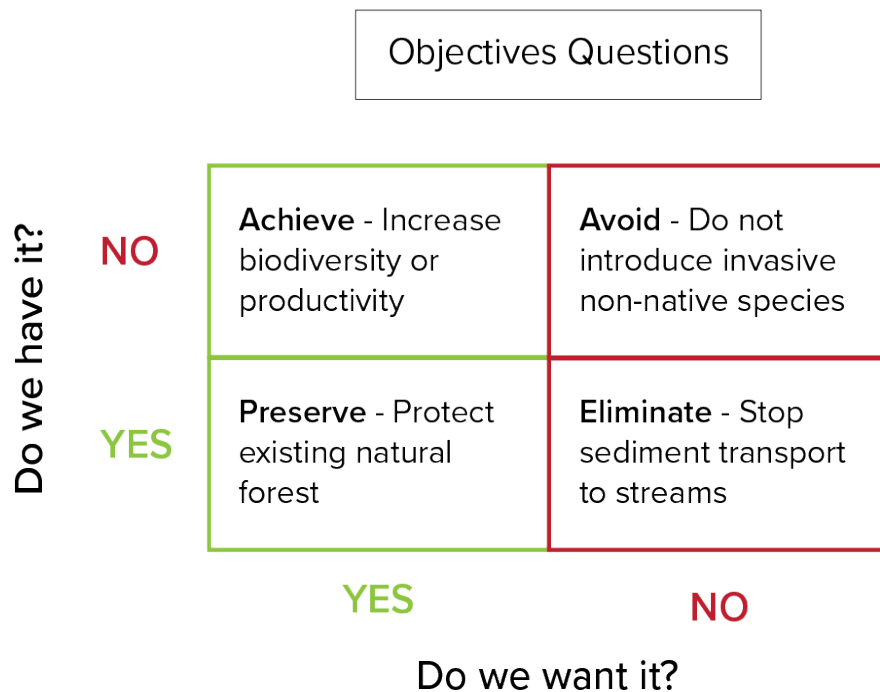 Objectives Questions
Do we have it?
NO
Achieve - Increase
biodiversity or
productivity
Avoid - Do not
introduce invasive
non-native species
YES
Preserve - Protect
existing natural
forest
Eliminate - Stop
sediment transport
to streams
YES
NO
Do we want it?